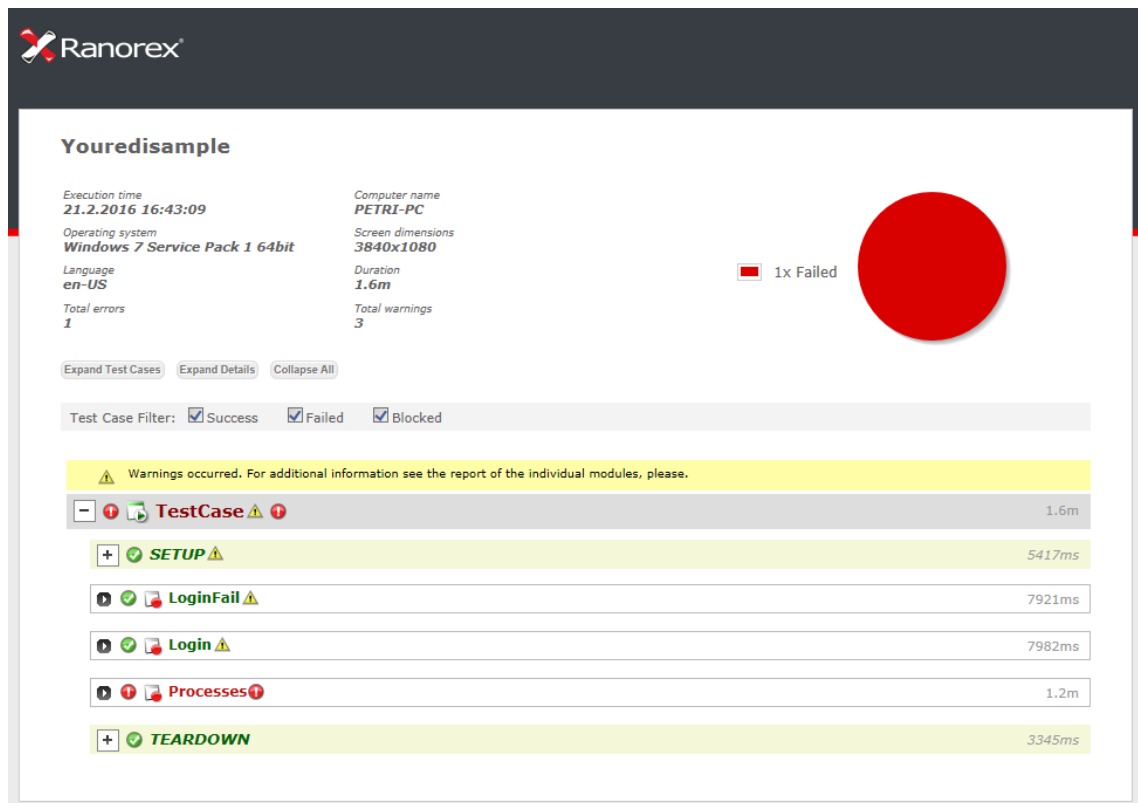 Ranorex®
Youredisample
Execution time
21.2.2016 16:43:09
Computer name
PETRI-PC
Operating system
Windows 7 Service Pack 1 64bit
Screen dimensions
3840x1080
Language
en-US
Duration
1.6m
Total errors
1
Total warnings
3
1x Failed
Expand Test Cases Expand Details Collapse All
Test Case Filter: Success Failed Blocked
Warnings occurred. For additional information see the report of the individual modules, please.
TestCase 1.6m
SETUP 5417ms
LoginFail 7921ms
Login 7982ms
Processes 1.2m
TEARDOWN 3345ms